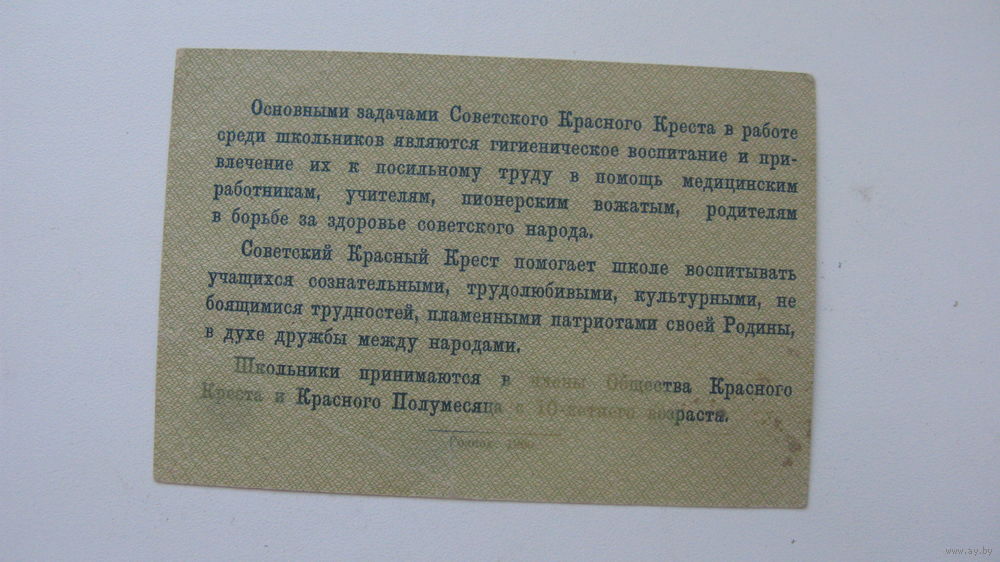 Основными задачами Советского Красного Креста в работе
среди школьников являются гигиеническое воспитание и при-
влечение их к посильному труду в помощь медицинским
работникам, учителям, пионерским вожатым, родителям
в борьбе за здоровье советского народа.
Советский Красный Крест помогает школе воспитывать
учащихся сознательными, трудолюбивыми, культурными, не
боящимися трудностей, пламенными патриотами своей Родины,
в духе дружбы между народами.
Школьники принимаются в члены Общества Красного
Креста и Красного Полумесяца с 10-летнего возраста.
www.ay.by